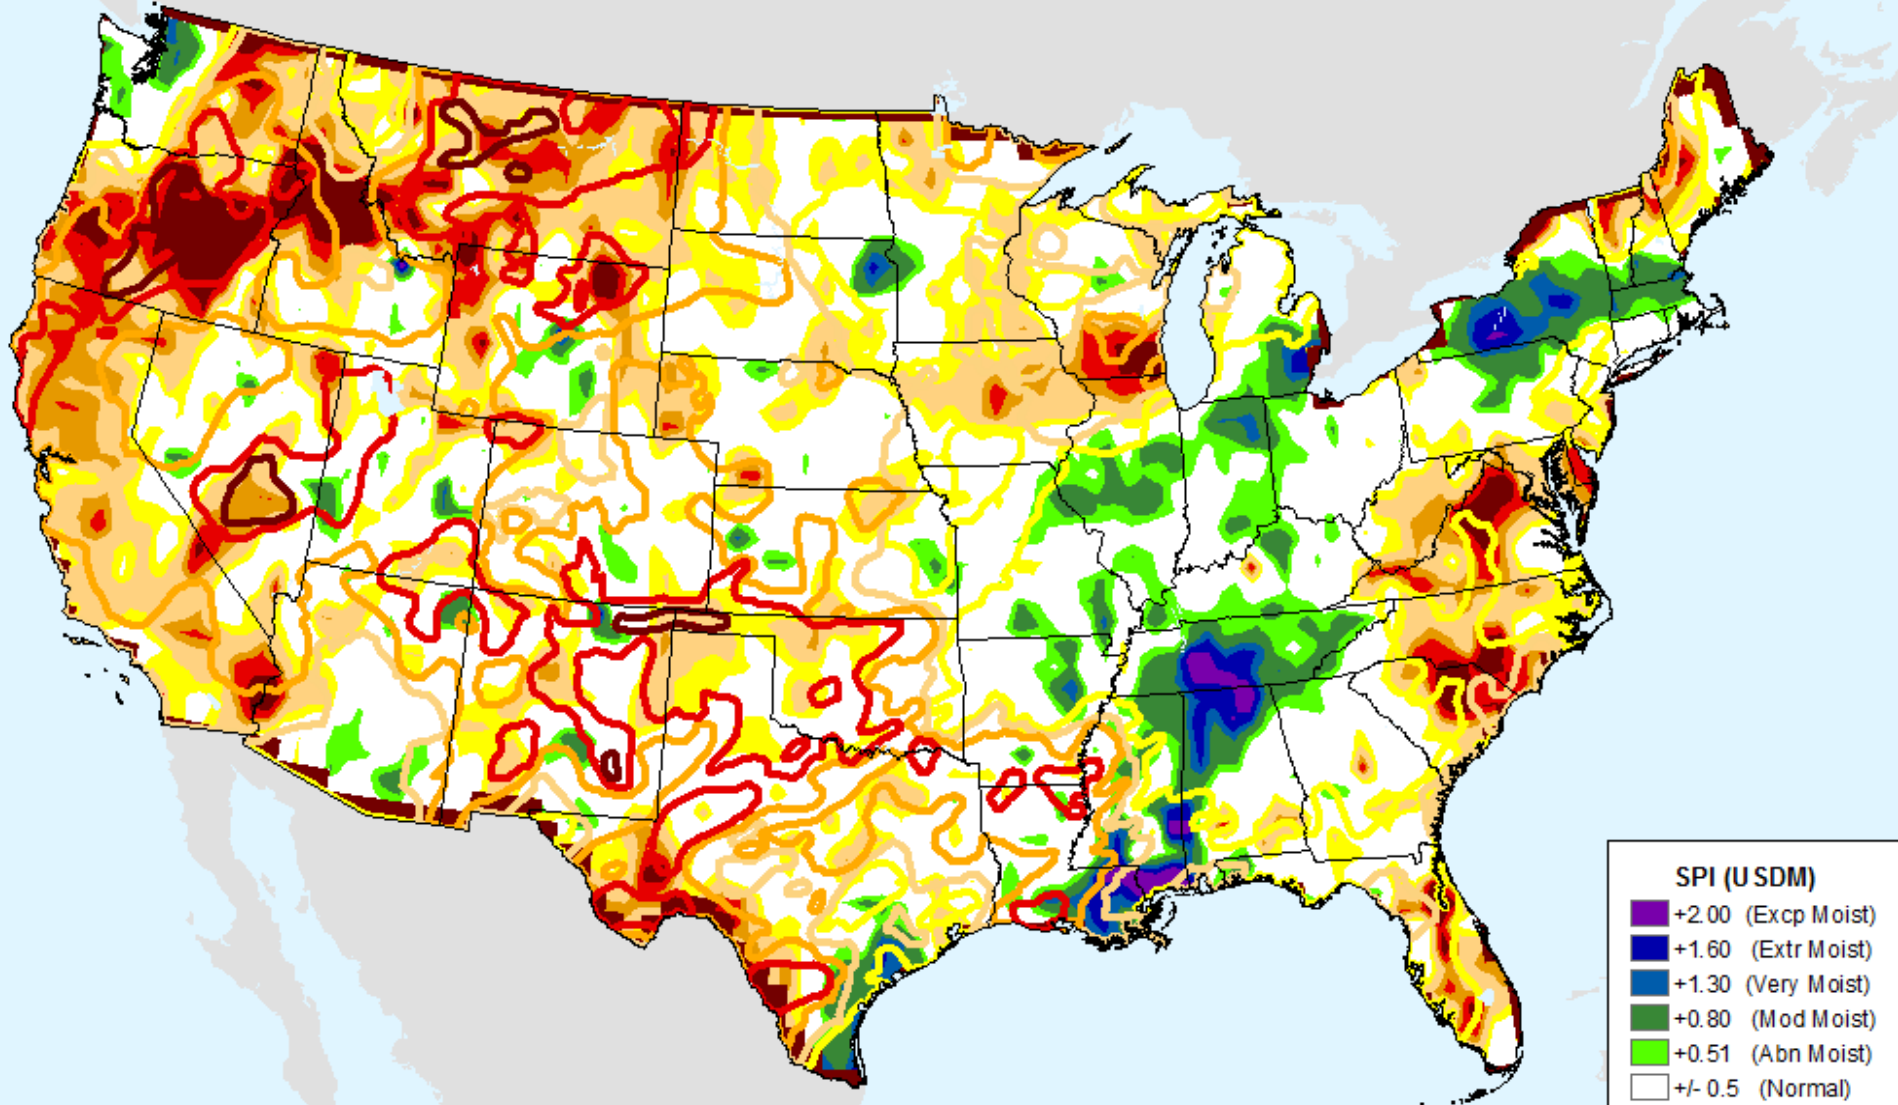 SPI (USDM)
+2.00 (Excp Moist)
+1.60 (Extr Moist)
+1.30 (Very Moist)
+0.80 (Mod Moist)
+0.51 (Abn Moist)
+/- 0.5 (Normal)